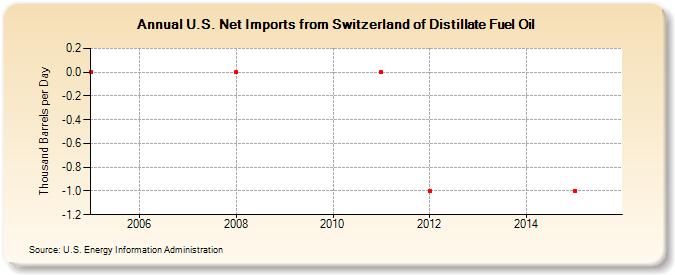 Annual U.S. Net Imports from Switzerland of Distillate Fuel Oil
Thousand Barrels per Day
0.2
0.0
-0.2
-0.4
-0.6
-0.8
-1.0
-1.2
2006 2008 2010 2012 2014
Source: U.S. Energy Information Administration